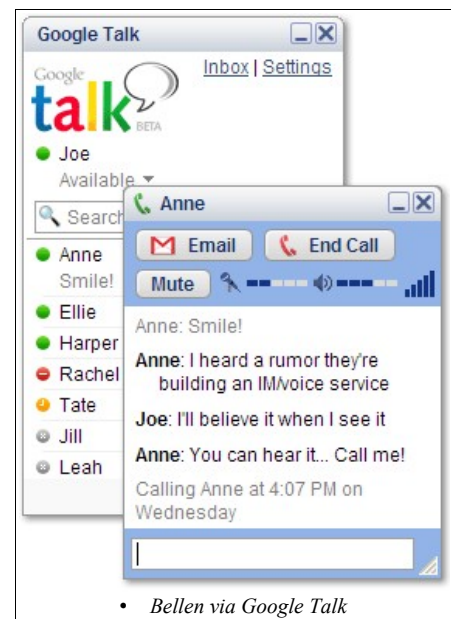 Google Talk
Inbox | Settings
Google
talk
BETA
Joe
Available
Search
Anne
Smile!
Ellie
Harper
Rachel
Tate
Jill
Leah
Anne
Email
End Call
Mute
Anne: Smile!
Anne: I heard a rumor they're
building an IM/voice service
Joe: I'll believe it when I see it
Anne: You can hear it... Call me!
Calling Anne at 4:07 PM on
Wednesday
• Bellen via Google Talk